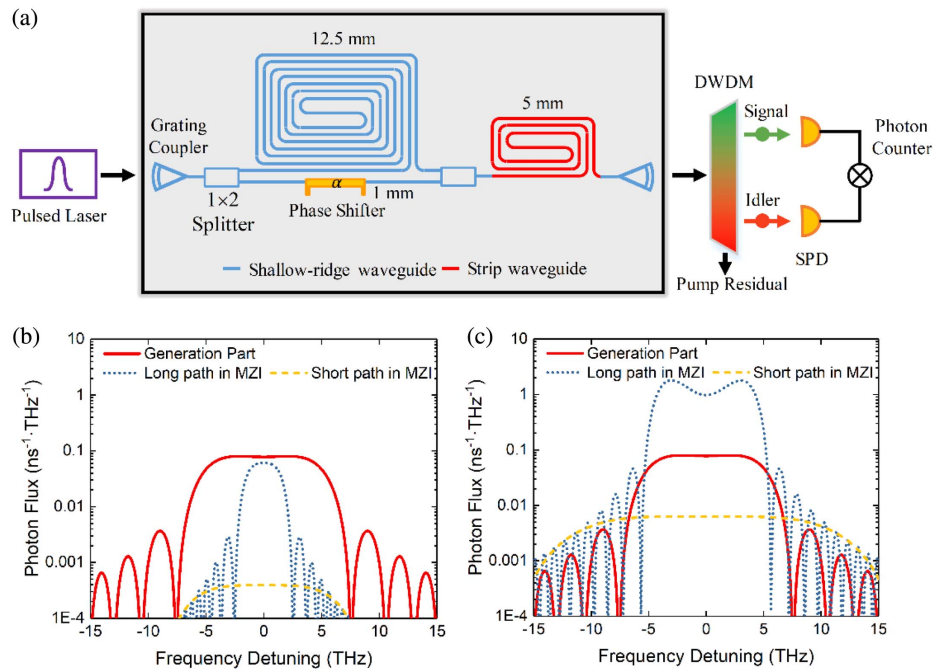 (a)
12.5 mm
5 mm
DWDM
Signal
Photon
Counter
Grating
Coupler
α
1 mm
Pulsed Laser
1×2
Splitter
Phase Shifter
Idler
SPD
Shallow-ridge waveguide
Strip waveguide
Pump Residual
(b)
10
1
0.1
0.01
0.001
1E-4
Photon Flux (ns⁻¹·THz⁻¹)
Generation Part
Long path in MZI
Short path in MZI
-15
-10
-5
0
5
10
15
Frequency Detuning (THz)
(c)
10
1
0.1
0.01
0.001
1E-4
Photon Flux (ns⁻¹·THz⁻¹)
Generation Part
Long path in MZI
Short path in MZI
-15
-10
-5
0
5
10
15
Frequency Detuning (THz)